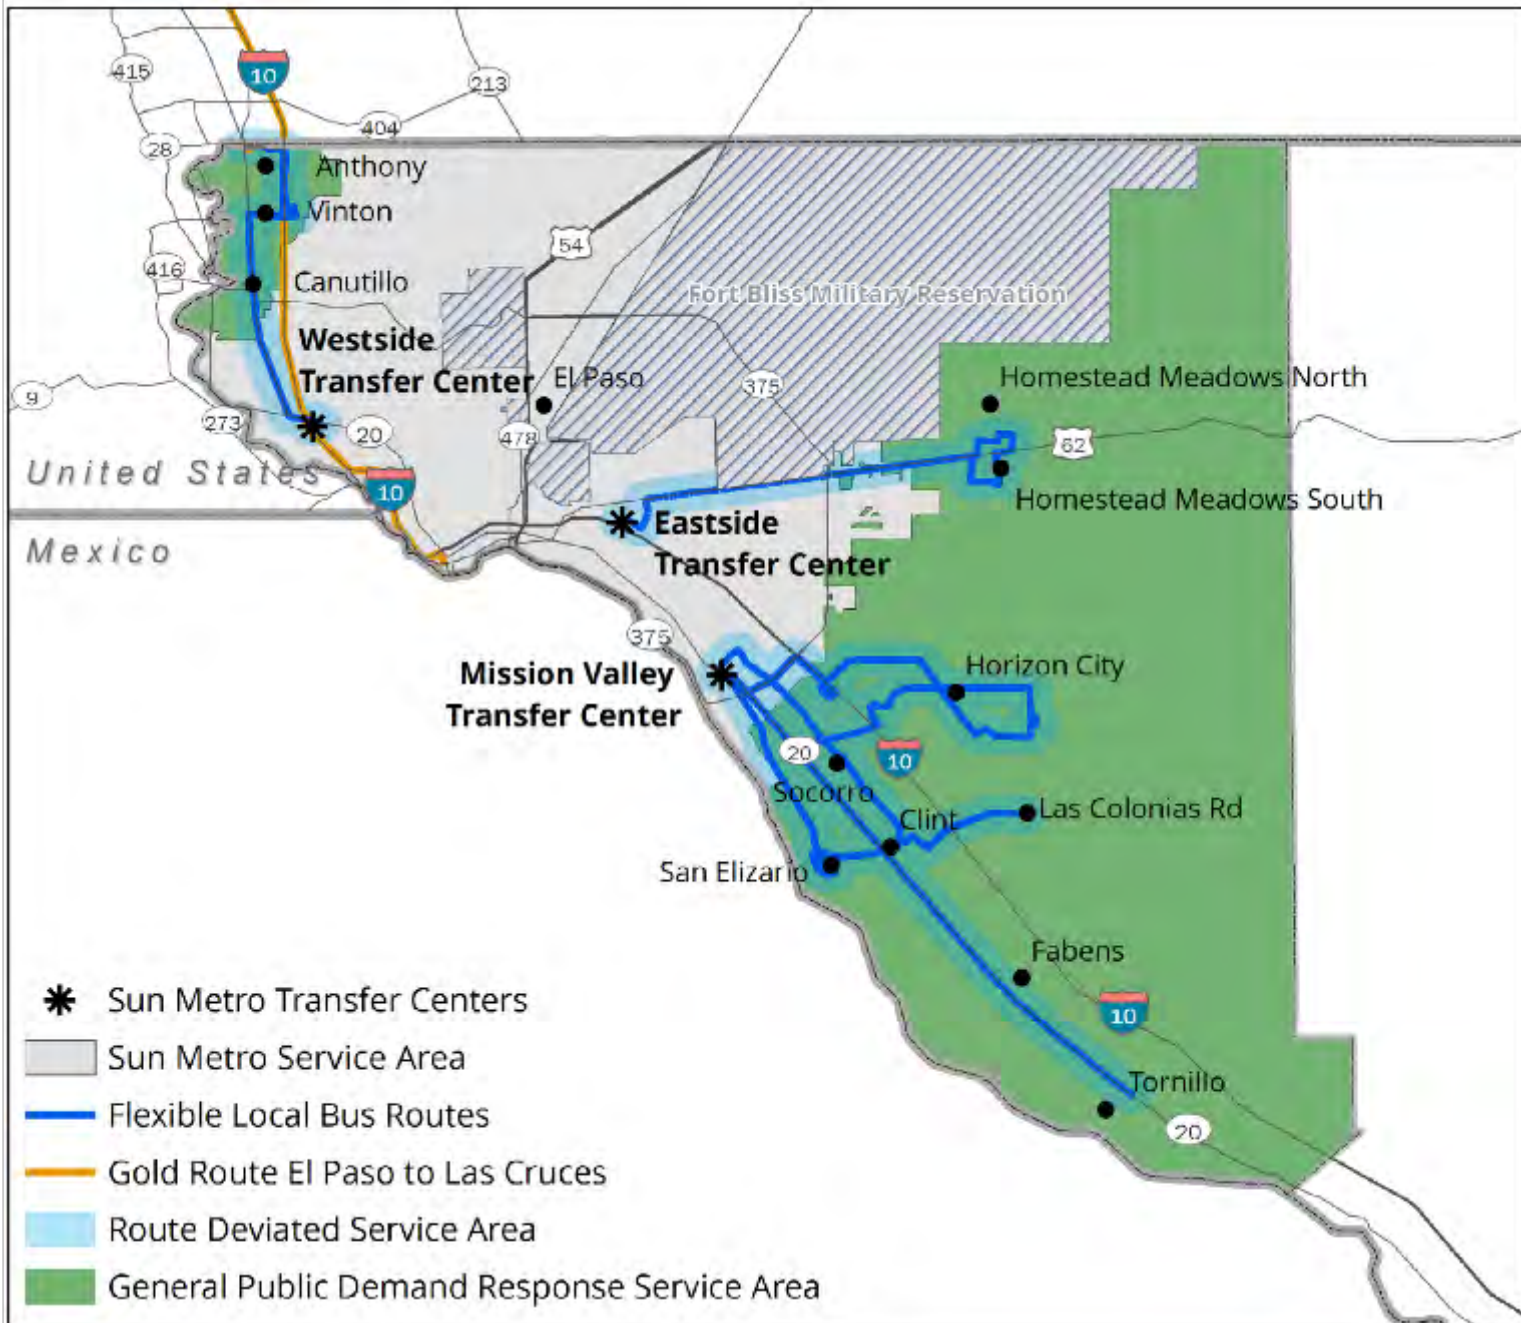 415
10
213
404
28
Anthony
Vinton
54
416
Canutillo
Fort Bliss Military Reservation
Westside
Transfer Center
El Paso
375
Homestead Meadows North
9
273
20
478
62
United States
10
Homestead Meadows South
Eastside
Transfer Center
Mexico
375
Mission Valley
Transfer Center
Horizon City
20
10
Socorro
Clint
Las Colonias Rd
San Elizario
Fabens
10
Tornillo
20
Sun Metro Transfer Centers
Sun Metro Service Area
Flexible Local Bus Routes
Gold Route El Paso to Las Cruces
Route Deviated Service Area
General Public Demand Response Service Area